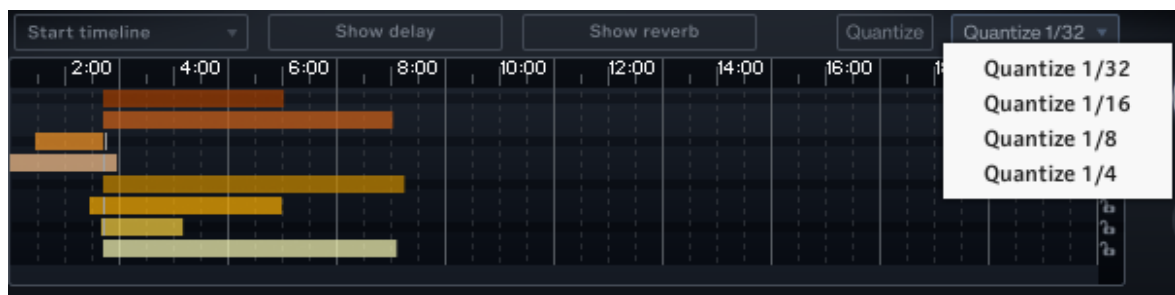 Start timeline Show delay Show reverb Quantize Quantize 1/32
2:00 4:00 6:00 8:00 10:00 12:00 14:00 16:00
Quantize 1/32
Quantize 1/16
Quantize 1/8
Quantize 1/4